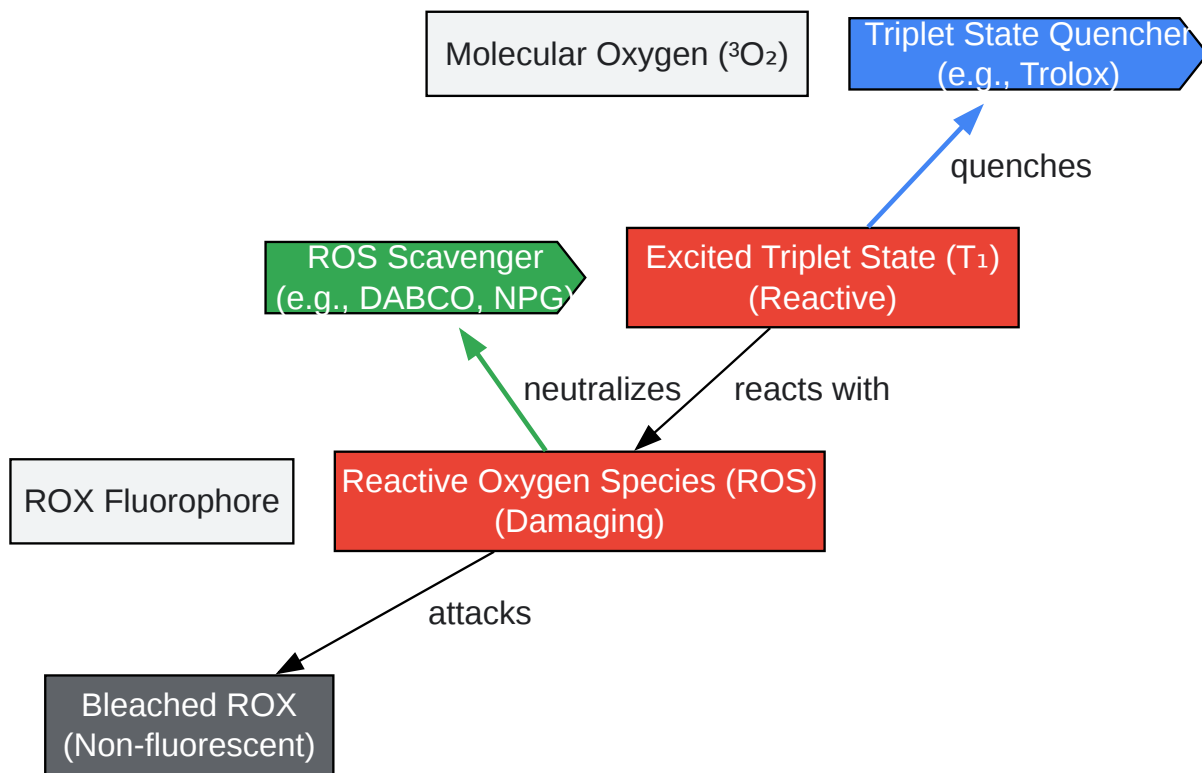 Molecular Oxygen (³O₂)
Triplet State Quencher
(e.g., Trolox)
quenches
ROS Scavenger
(e.g., DABCO, NPG)
Excited Triplet State (T₁)
(Reactive)
neutralizes
reacts with
ROX Fluorophore
Reactive Oxygen Species (ROS)
(Damaging)
attacks
Bleached ROX
(Non-fluorescent)